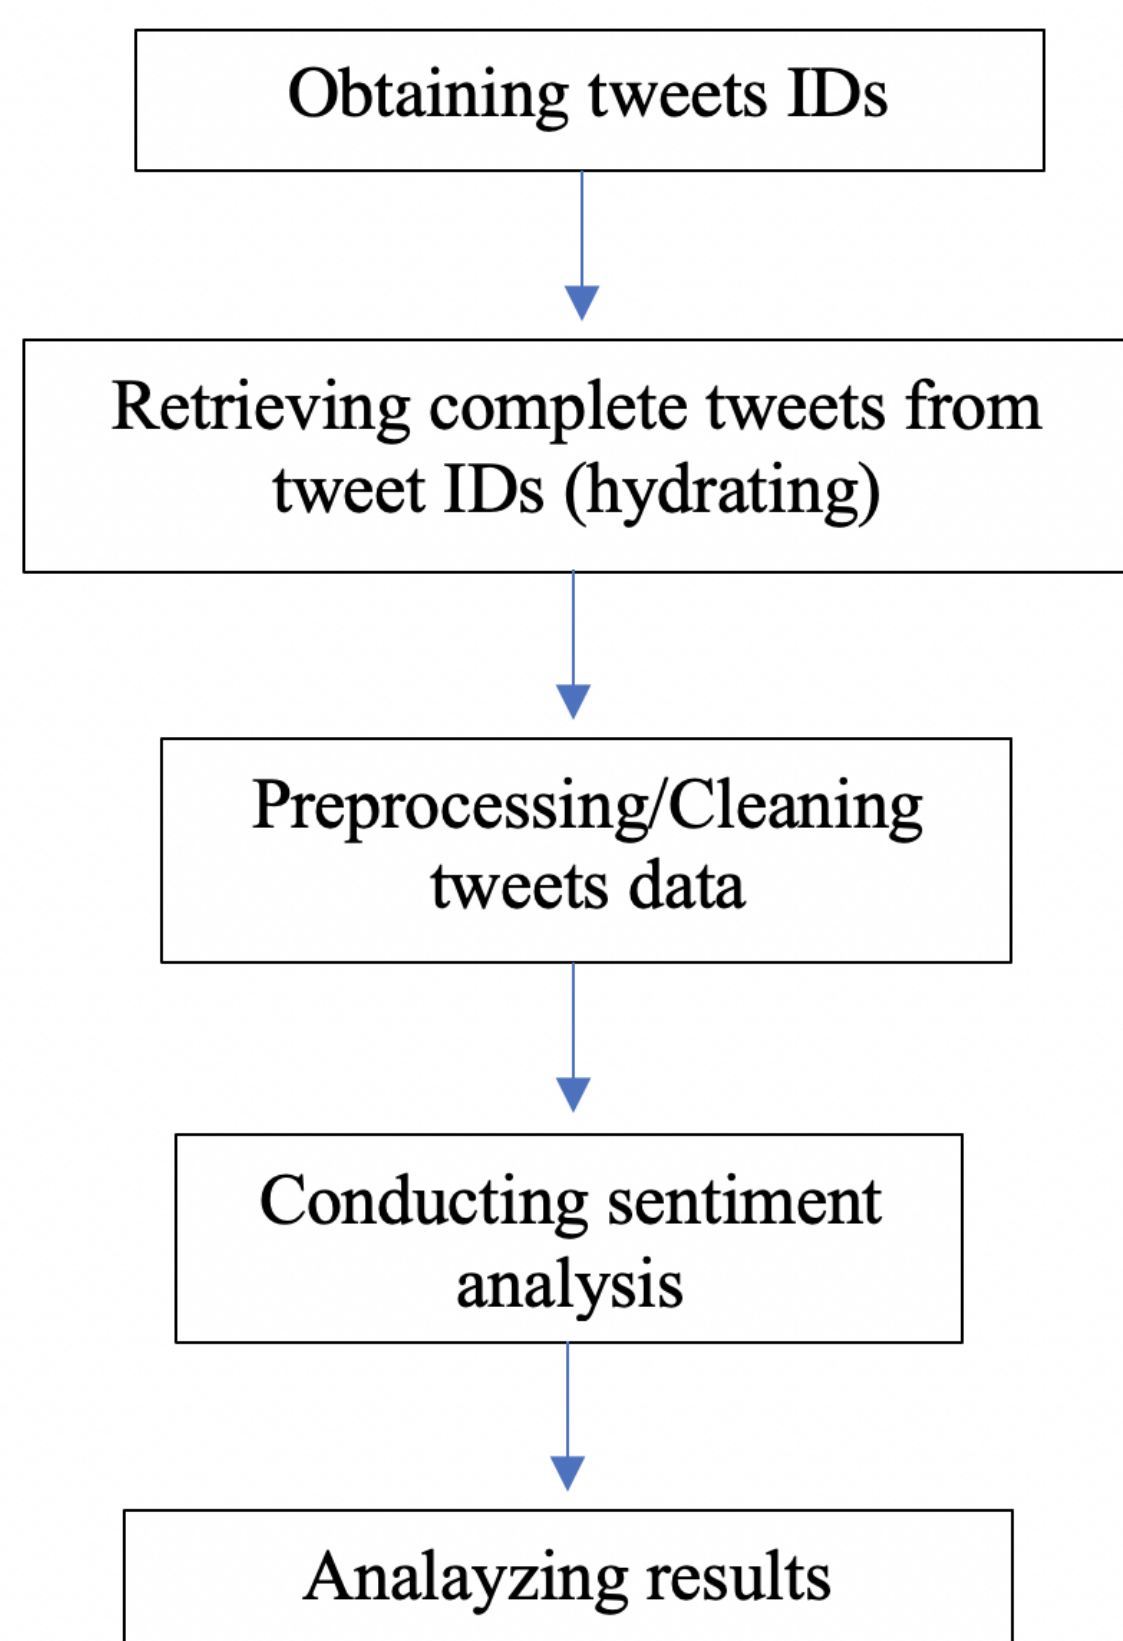 Obtaining tweets IDs
Retrieving complete tweets from
tweet IDs (hydrating)
Preprocessing/Cleaning
tweets data
Conducting sentiment
analysis
Analayzing results